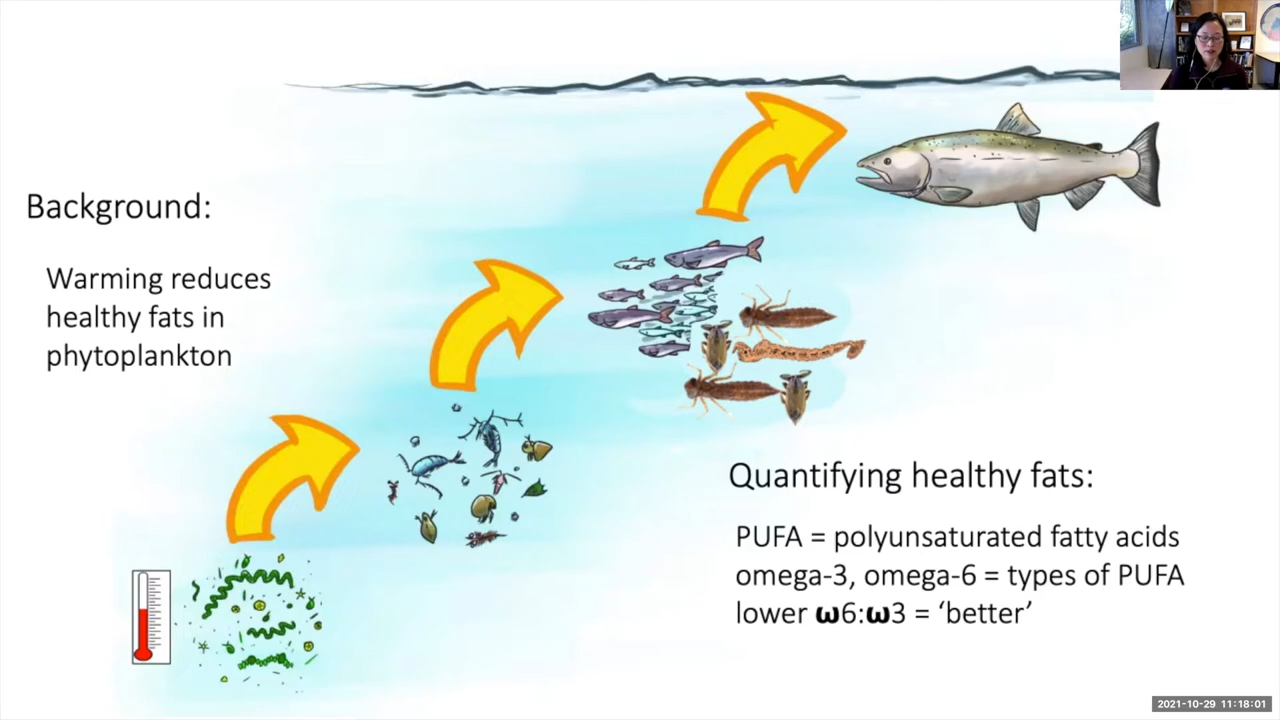 Background:
Warming reduces
healthy fats in
phytoplankton
Quantifying healthy fats:
PUFA = polyunsaturated fatty acids
omega-3, omega-6 = types of PUFA
lower ω6:ω3 = ‘better’
2021-10-29 11:18:01